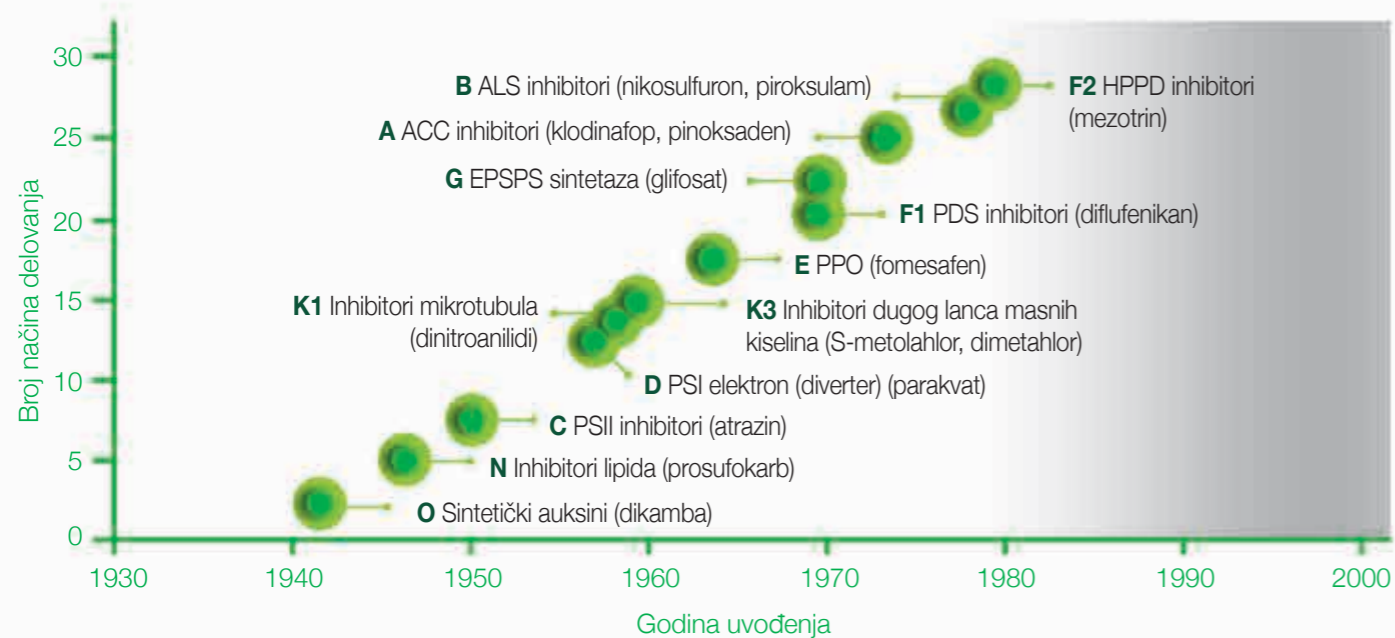 Broj načina delovanja
30
25
20
15
10
5
0
B ALS inhibitori (nikosulfuron, piroksulam)
F2 HPPD inhibitori
(mezotrin)
A ACC inhibitori (klodinafop, pinoksaden)
G EPSPS sintetaza (glifosat)
F1 PDS inhibitori (diflufenikan)
E PPO (fomesafen)
K1 Inhibitori mikrotubula
(dinitroanilidi)
K3 Inhibitori dugog lanca masnih
kiselina (S-metolahlor, dimetahlor)
D PSI elektron (diverter) (parakvat)
C PSII inhibitori (atrazin)
N Inhibitori lipida (prosufokarb)
O Sintetički auksini (dikamba)
1930 1940 1950 1960 1970 1980 1990 2000
Godina uvođenja